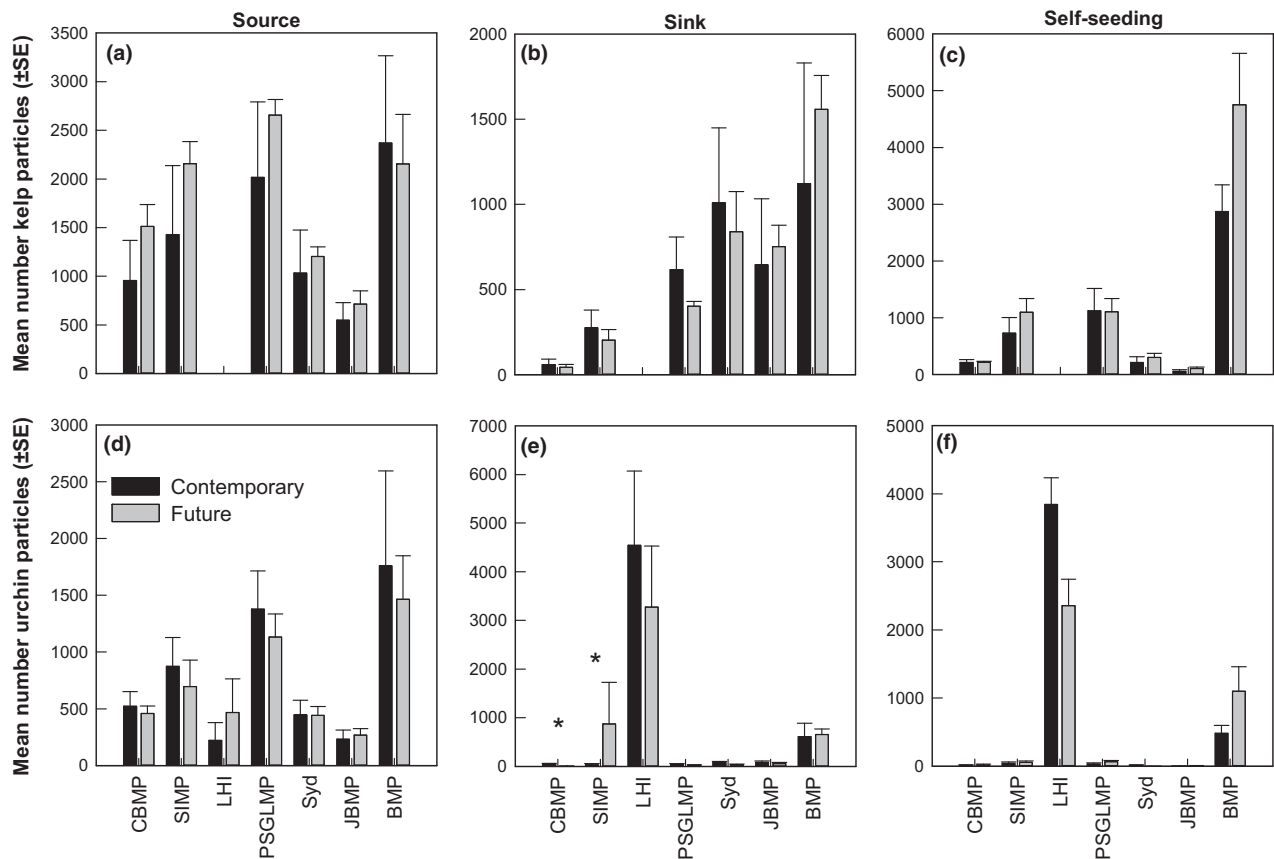 Source
Sink
Self-seeding
Mean number kelp particles (±SE)
(a)
3500
3000
2500
2000
1500
1000
500
0
(b)
2000
1500
1000
500
0
(c)
6000
5000
4000
3000
2000
1000
0
Mean number urchin particles (±SE)
(d)
3000
2500
2000
1500
1000
500
0
Contemporary
Future
CBMP
SIMP
LHI
PSGLMP
Syd
JBMP
BMP
(e)
7000
6000
5000
4000
3000
2000
1000
0
*
*
CBMP
SIMP
LHI
PSGLMP
Syd
JBMP
BMP
(f)
5000
4000
3000
2000
1000
0
CBMP
SIMP
LHI
PSGLMP
Syd
JBMP
BMP